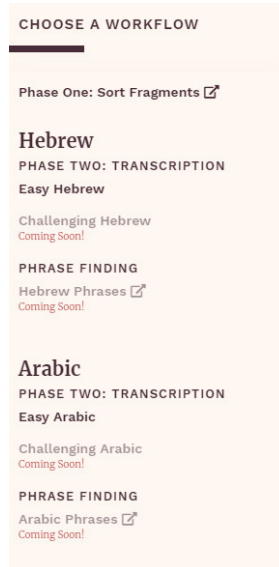 CHOOSE A WORKFLOW
Phase One: Sort Fragments
Hebrew
PHASE TWO: TRANSCRIPTION
Easy Hebrew
Challenging Hebrew
Coming Soon!
PHRASE FINDING
Hebrew Phrases
Coming Soon!
Arabic
PHASE TWO: TRANSCRIPTION
Easy Arabic
Challenging Arabic
Coming Soon!
PHRASE FINDING
Arabic Phrases
Coming Soon!